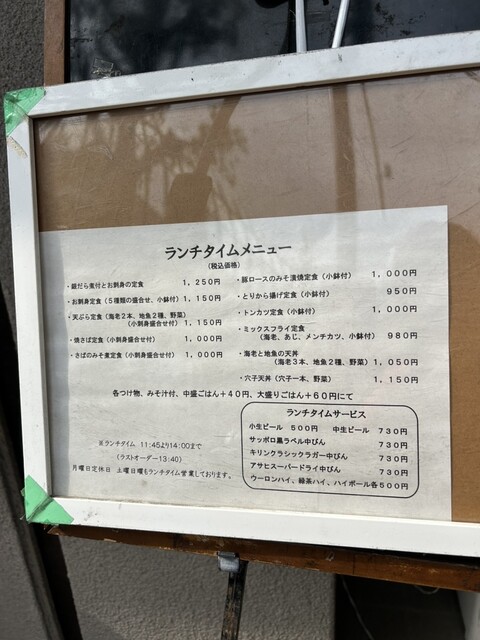 ランチタイムメニュー
（税込価格）
・銀だら煮付とお刺身の定食 1,250円
・お刺身定食（5種類の盛合せ、小鉢付）1,150円
・天ぷら定食（海老2本、地魚2種、野菜）
（小刺身盛合せ付）1,150円
・焼さば定食（小刺身盛合せ付） 1,000円
・さばのみそ煮定食（小刺身盛合せ付） 1,000円
・豚ロースのみそ漬焼定食（小鉢付） 1,000円
・とりから揚げ定食（小鉢付） 950円
・トンカツ定食（小鉢付） 1,000円
・ミックスフライ定食
（海老、あじ、メンチカツ、小鉢付） 980円
・海老と地魚の天丼
（海老3本、地魚2種、野菜）1,050円
・穴子天丼（穴子一本、野菜） 1,150円
各つけ物、みそ汁付、中盛ごはん＋40円、大盛りごはん＋60円にて
※ランチタイム 11:45より14:00まで
（ラストオーダー13:40）
月曜日定休日 土曜日曜もランチタイム営業しております。
ランチタイムサービス
小生ビール 500円 中生ビール 730円
サッポロ黒ラベル中びん 730円
キリンクラシックラガー中びん 730円
アサヒスーパードライ中びん 730円
ウーロンハイ、緑茶ハイ、ハイボール各500円